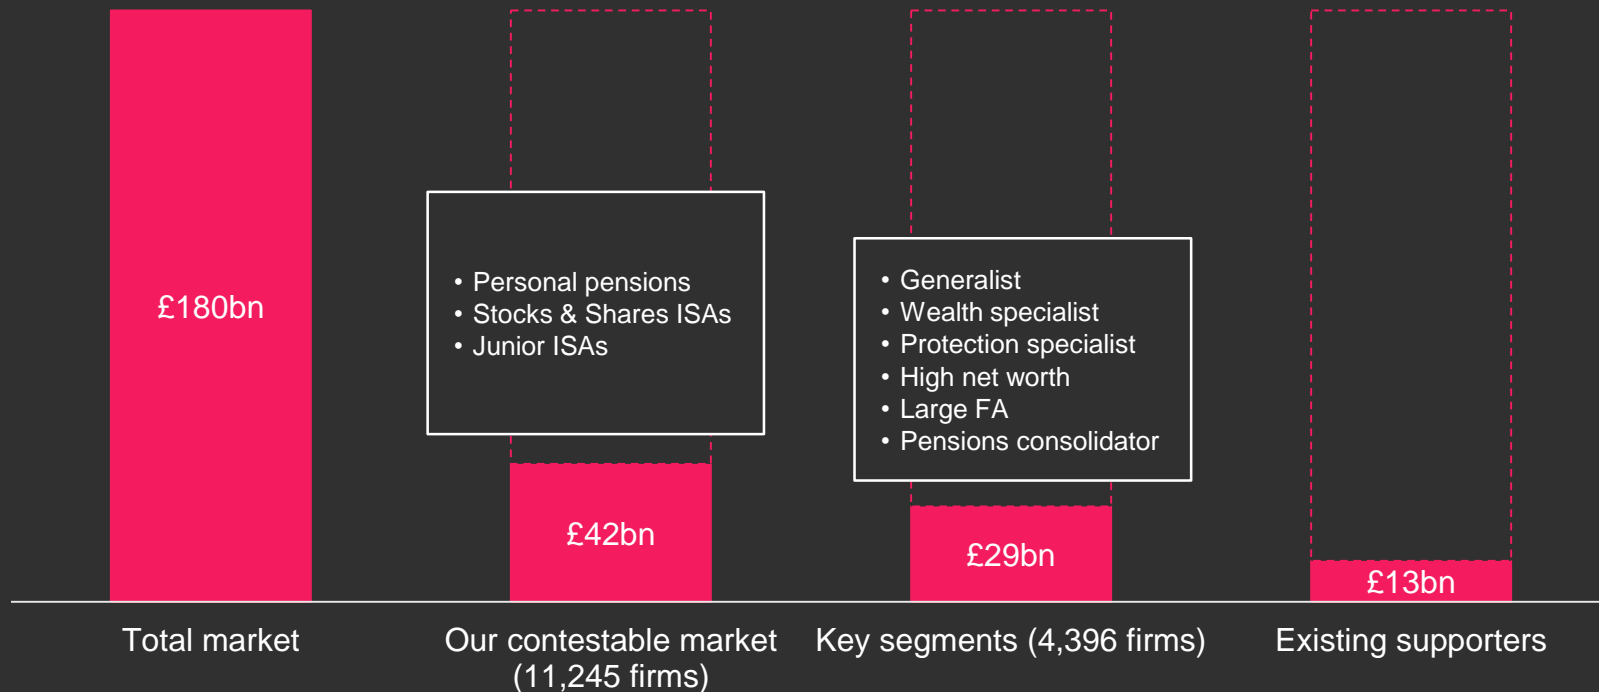 £180bn
• Personal pensions
• Stocks & Shares ISAs
• Junior ISAs
£42bn
• Generalist
• Wealth specialist
• Protection specialist
• High net worth
• Large FA
• Pensions consolidator
£29bn
£13bn
Total market
Our contestable market
(11,245 firms)
Key segments (4,396 firms)
Existing supporters